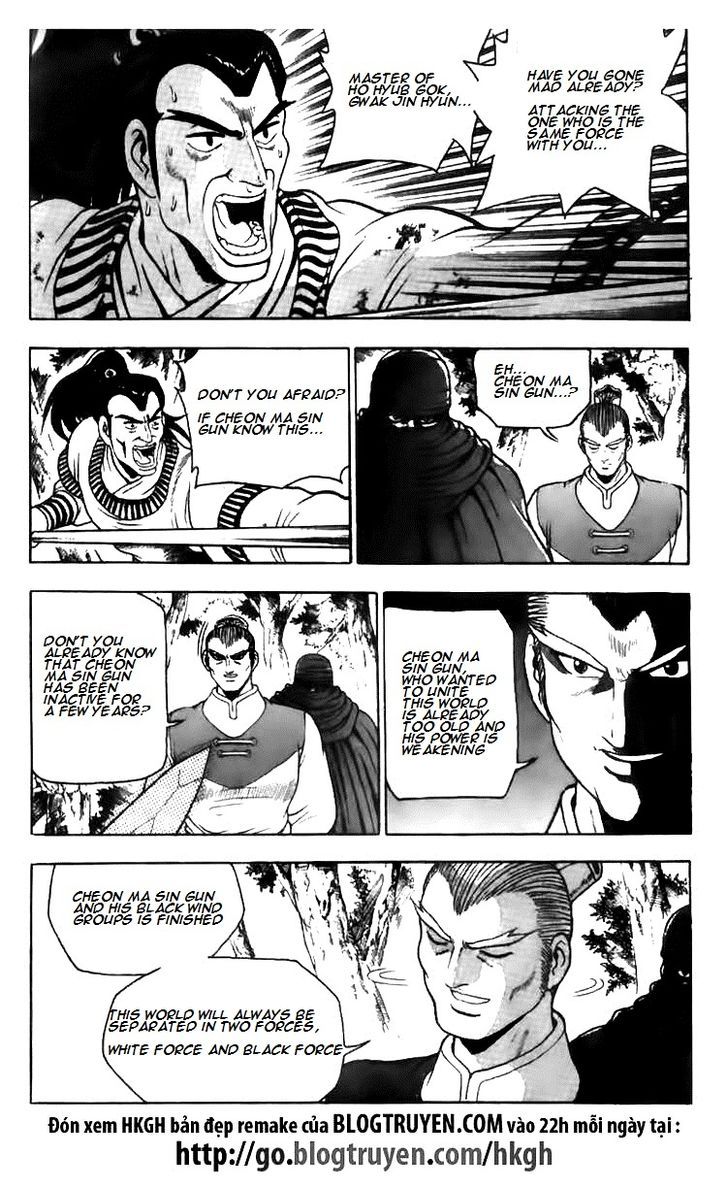 MASTER OF
HO HYUB GOK,
GWAK JIN HYUN...
HAVE YOU GONE
MAD ALREADY?
ATTACKING THE
ONE WHO IS THE
SAME FORCE
WITH YOU...
DON'T YOU AFRAID?
IF CHEON MA SIN
GUN KNOW THIS...
EH...
CHEON MA
SIN GUN...?
DON'T YOU
ALREADY KNOW
THAT CHEON
MA SIN GUN
HAS BEEN
INACTIVE FOR
A FEW YEARS?
CHEON MA
SIN GUN,
WHO WANTED
TO UNITE
THIS WORLD
IS ALREADY
TOO OLD AND
HIS POWER IS
WEAKENING
CHEON MA SIN GUN
AND HIS BLACK WIND
GROUPS IS FINISHED
THIS WORLD WILL ALWAYS BE
SEPARATED IN TWO FORCES,
WHITE FORCE AND BLACK FORCE
Đón xem HKGH bản đẹp remake của BLOGTRUYEN.COM vào 22h mỗi ngày tại :
http://go.blogtruyen.com/hkgh